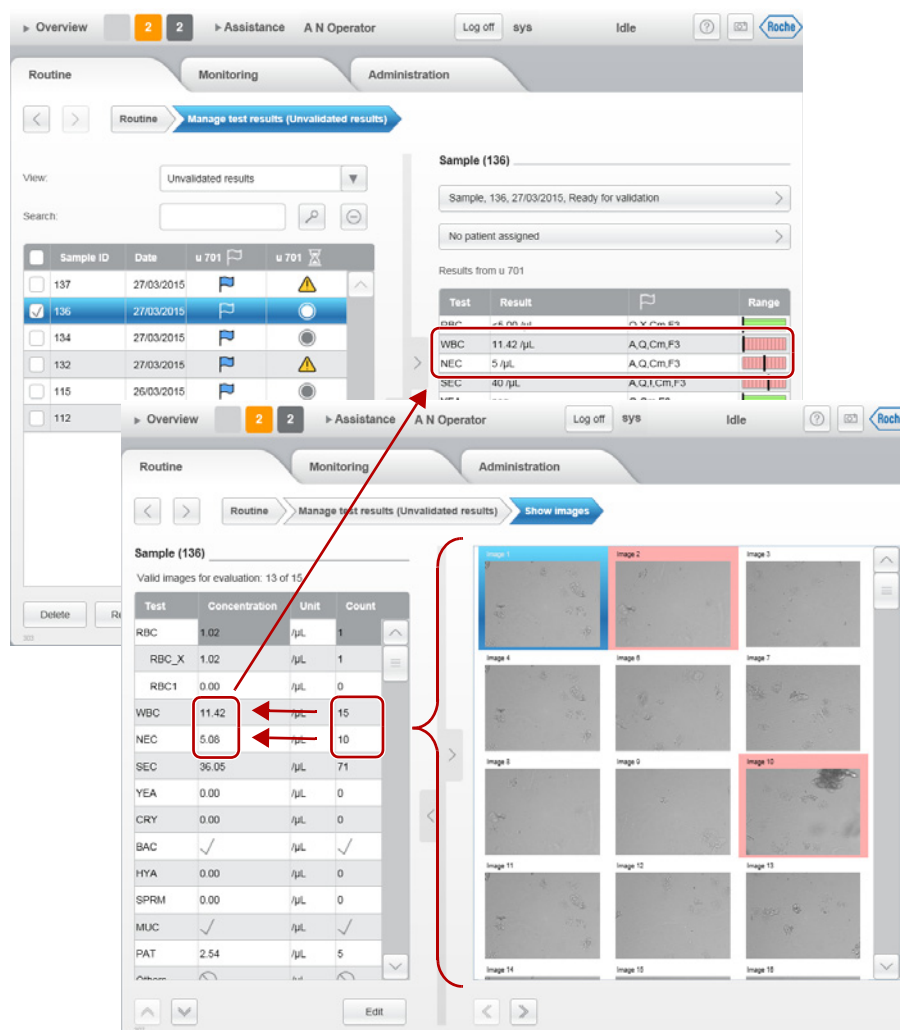 Overview 2 2 Assistance A N Operator Log off sys Idle ? Roche
Routine Monitoring Administration
Routine Manage test results (Unvalidated results)
View: Unvalidated results
Search:
Sample ID Date u 701 u 701
137 27/03/2015
136 27/03/2015
134 27/03/2015
132 27/03/2015
115 26/03/2015
112
Delete
Sample (136)
Sample, 136, 27/03/2015, Ready for validation
No patient assigned
Results from u 701
Test Result Range
RBC <5.00 /µL Q,X,Cm,F3
WBC 11.42 /µL A,Q,Cm,F3
NEC 5 /µL A,Q,Cm,F3
SEC 40 /µL A,Q,!,Cm,F3
Overview 2 2 Assistance A N Operator Log off sys Idle ? Roch
Routine Monitoring Administration
Routine Manage test results (Unvalidated results) Show images
Sample (136)
Valid images for evaluation: 13 of 15
Test Concentration Unit Count
RBC 1.02 /µL 1
RBC_X 1.02 /µL 1
RBC1 0.00 /µL 0
WBC 11.42 /µL 15
NEC 5.08 /µL 10
SEC 36.05 /µL 71
YEA 0.00 /µL 0
CRY 0.00 /µL 0
BAC /µL
HYA 0.00 /µL 0
SPRM 0.00 /µL 0
MUC /µL
PAT 2.54 /µL 5
Others /µL
Edit
Image 1 Image 2 Image 3
Image 4 Image 6 Image 7
Image 8 Image 9 Image 10
Image 11 Image 12 Image 13
Image 14 Image 15 Image 16